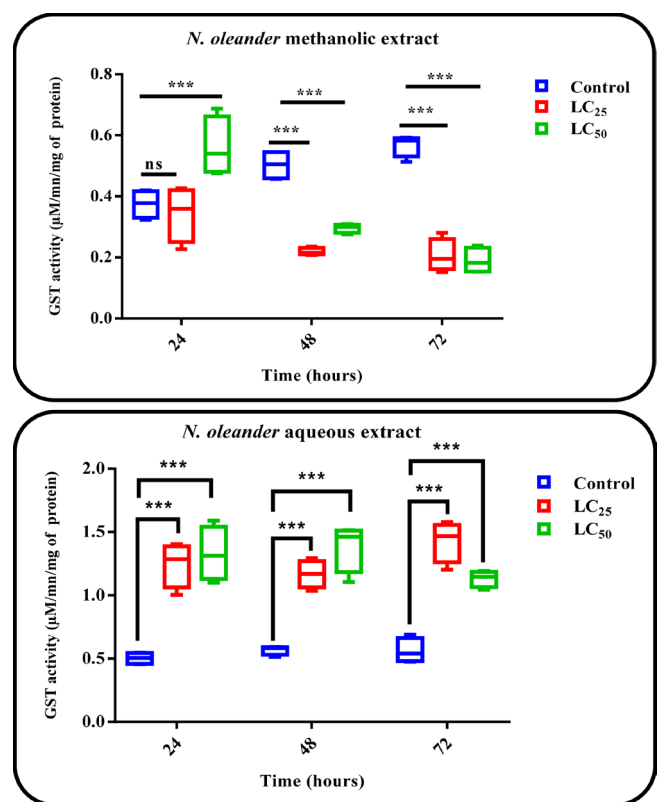 N. oleander methanolic extract
GST activity (µM/mn/mg of protein)
0.8
0.6
0.4
0.2
0.0
***
ns
***
***
***
***
Control
LC25
LC50
24
48
72
Time (hours)
N. oleander aqueous extract
GST activity (µM/mn/mg of protein)
2.0
1.5
1.0
0.5
0.0
***
***
***
***
***
***
Control
LC25
LC50
24
48
72
Time (hours)